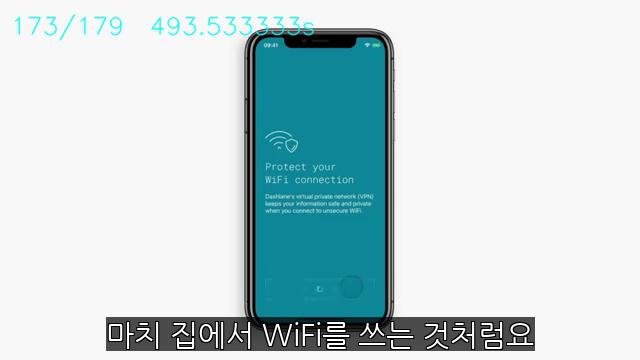 173/179 493.533333s
09:41
Protect your
WiFi connection
Dashlane's virtual private network (VPN)
keeps your information safe and private
when you connect to unsecure WiFi.
마치 집에서 WiFi를 쓰는 것처럼요